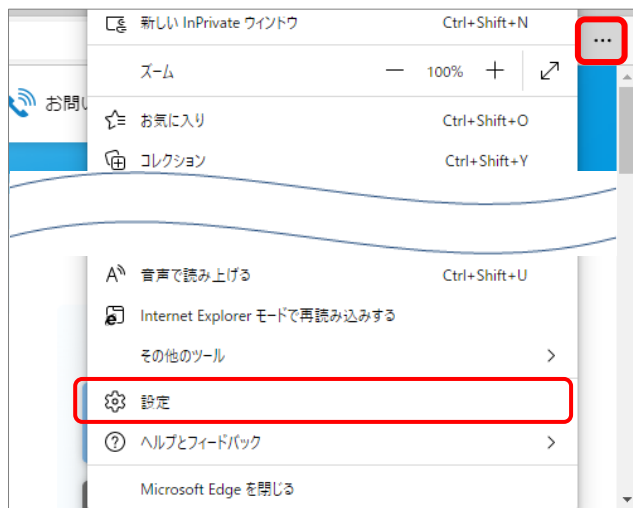 新しい InPrivate ウィンドウ Ctrl+Shift+N
ズーム 100%
お問い
お気に入り Ctrl+Shift+O
コレクション Ctrl+Shift+Y
音声で読み上げる Ctrl+Shift+U
Internet Explorer モードで再読み込みする
その他のツール
設定
ヘルプとフィードバック
Microsoft Edge を閉じる